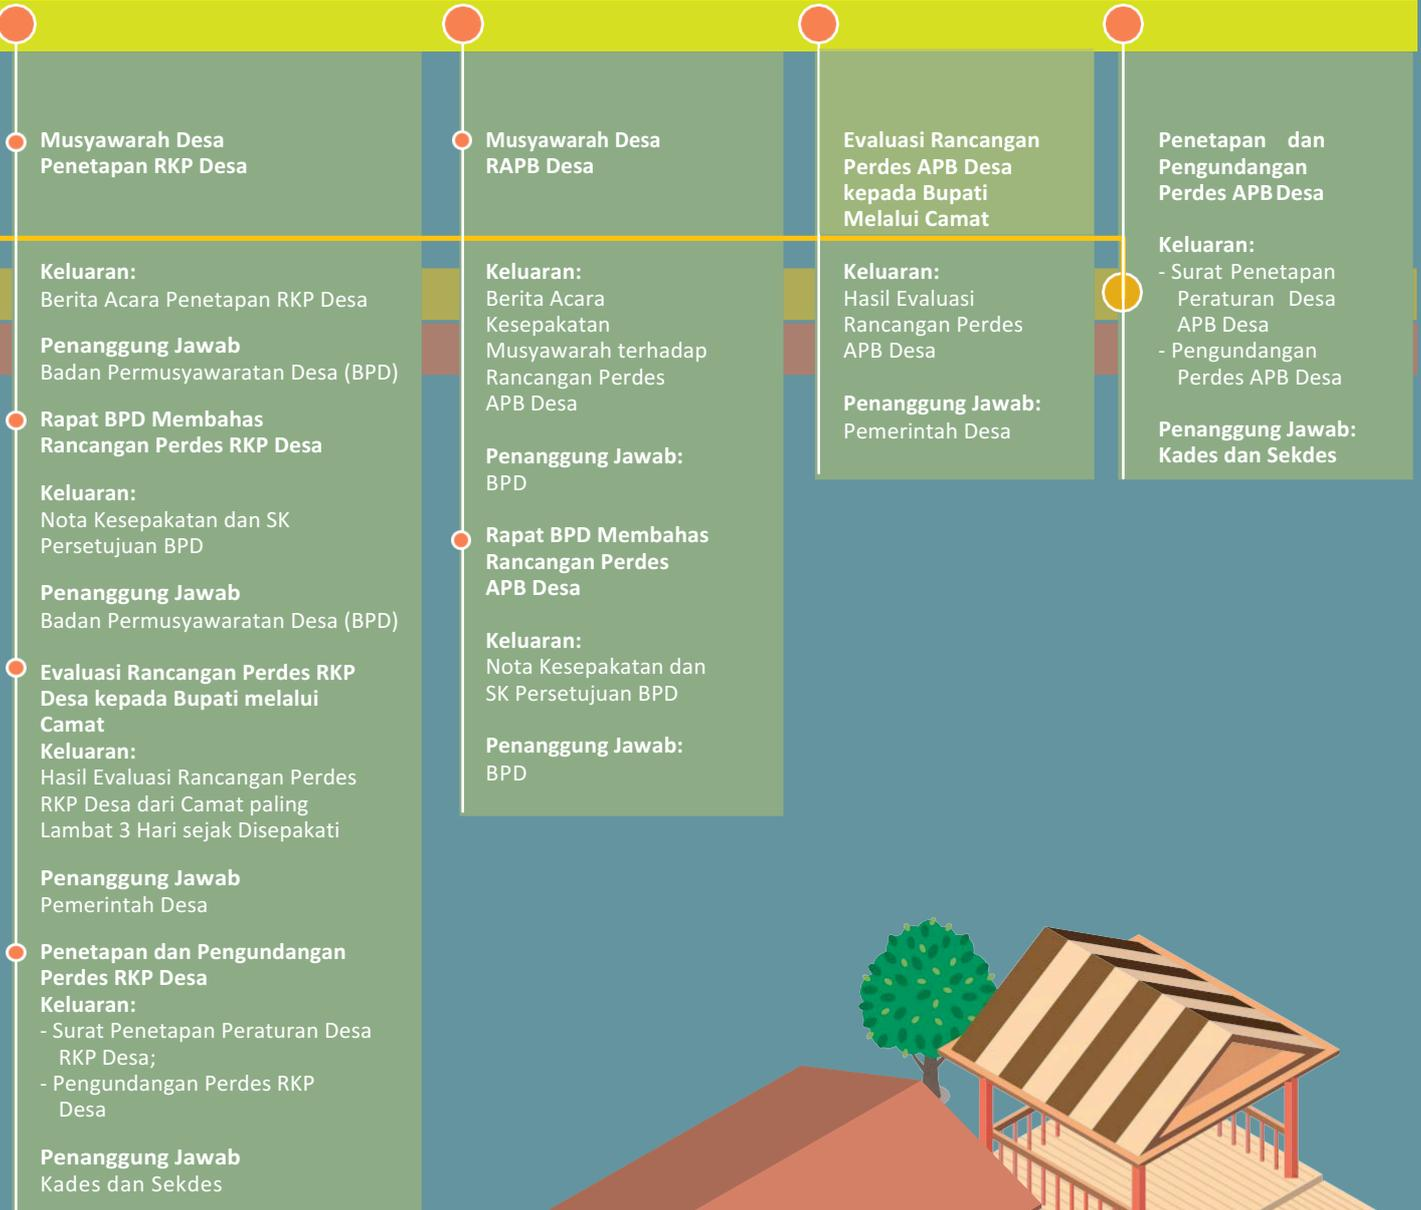 Musyawarah Desa
Penetapan RKP Desa
Keluaran:
Berita Acara Penetapan RKP Desa
Penanggung Jawab
Badan Permusyawaratan Desa (BPD)
Rapat BPD Membahas
Rancangan Perdes RKP Desa
Keluaran:
Nota Kesepakatan dan SK
Persetujuan BPD
Penanggung Jawab
Badan Permusyawaratan Desa (BPD)
Evaluasi Rancangan Perdes RKP
Desa kepada Bupati melalui
Camat
Keluaran:
Hasil Evaluasi Rancangan Perdes
RKP Desa dari Camat paling
Lambat 3 Hari sejak Disepakati
Penanggung Jawab
Pemerintah Desa
Penetapan dan Pengundangan
Perdes RKP Desa
Keluaran:
- Surat Penetapan Peraturan Desa
RKP Desa;
- Pengundangan Perdes RKP
Desa
Penanggung Jawab
Kades dan Sekdes
Musyawarah Desa
RAPB Desa
Keluaran:
Berita Acara
Kesepakatan
Musyawarah terhadap
Rancangan Perdes
APB Desa
Penanggung Jawab:
BPD
Rapat BPD Membahas
Rancangan Perdes
APB Desa
Keluaran:
Nota Kesepakatan dan
SK Persetujuan BPD
Penanggung Jawab:
BPD
Evaluasi Rancangan
Perdes APB Desa
kepada Bupati
Melalui Camat
Keluaran:
Hasil Evaluasi
Rancangan Perdes
APB Desa
Penanggung Jawab:
Pemerintah Desa
Penetapan dan
Pengundangan
Perdes APB Desa
Keluaran:
- Surat Penetapan
Peraturan Desa
APB Desa
- Pengundangan
Perdes APB Desa
Penanggung Jawab:
Kades dan Sekdes